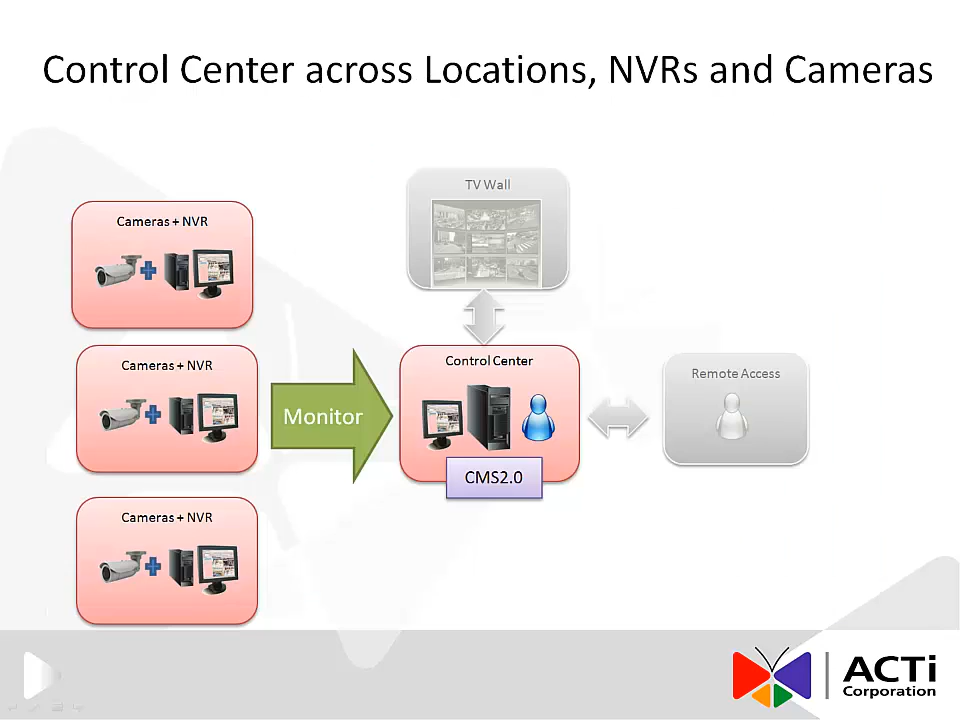 Control Center across Locations, NVRs and Cameras
TV Wall
Cameras + NVR
Cameras + NVR
Control Center
Monitor
Remote Access
CMS2.0
Cameras + NVR
ACTi
Corporation